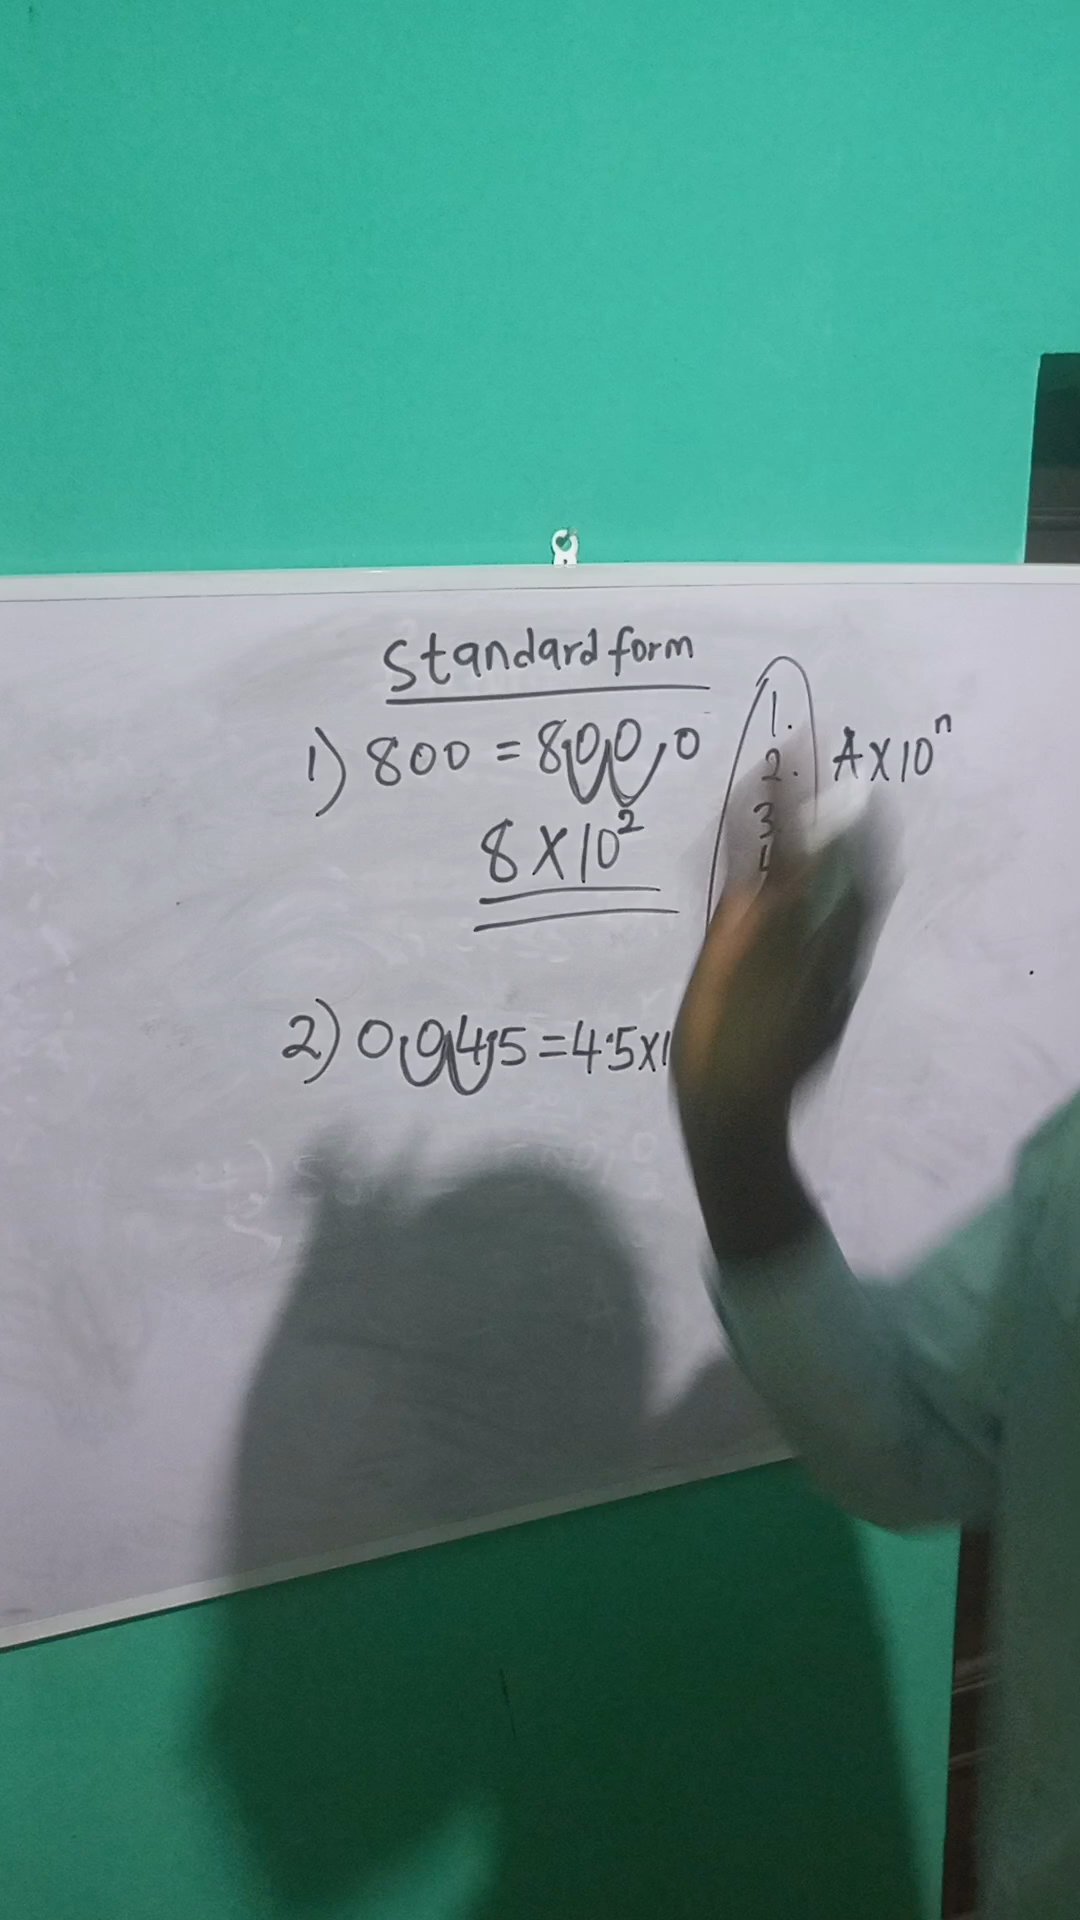 Standard form
1) 800 = 800.0
8 X 10²
2) 0.045 = 4.5 X 1
1.
2.
3
A X 10ⁿ